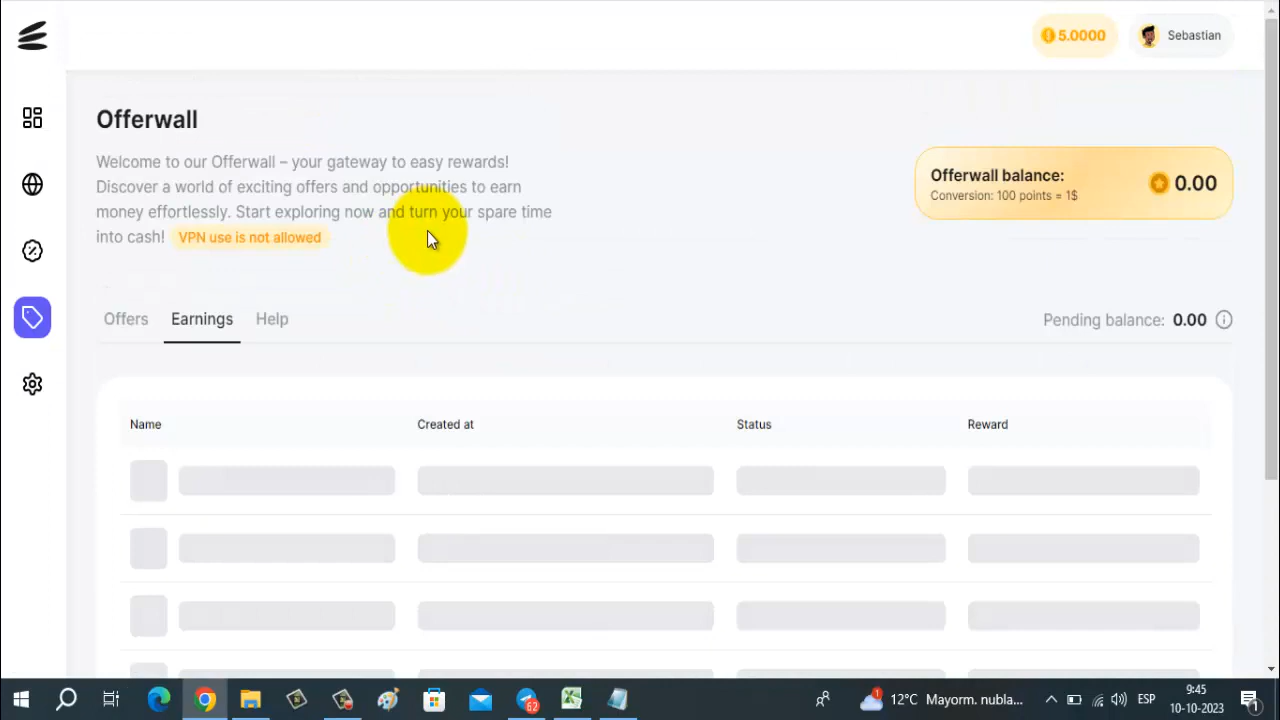 5.0000
Sebastian
Offerwall
Welcome to our Offerwall – your gateway to easy rewards!
Discover a world of exciting offers and opportunities to earn
money effortlessly. Start exploring now and turn your spare time
into cash! VPN use is not allowed
Offerwall balance:
Conversion: 100 points = 1$
0.00
Offers Earnings Help
Pending balance: 0.00
Name Created at Status Reward
62
1
12°C Mayorm. nubla...
ESP
9:45
10-10-2023
1